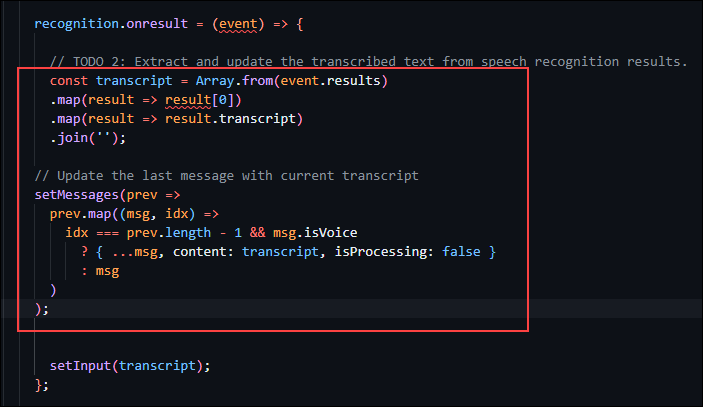 recognition.onresult = (event) => {
// TODO 2: Extract and update the transcribed text from speech recognition results.
const transcript = Array.from(event.results)
.map(result => result[0])
.map(result => result.transcript)
.join('');
// Update the last message with current transcript
setMessages(prev =>
prev.map((msg, idx) =>
idx === prev.length - 1 && msg.isVoice
? { ...msg, content: transcript, isProcessing: false }
: msg
)
);
setInput(transcript);
};